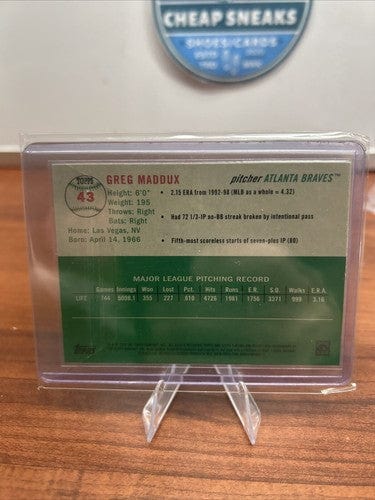 CHEAP SNEAKS
SHOES/CARDS
TOPPS
43
GREG MADDUX
pitcher ATLANTA BRAVES™
Height: 6'0"
Weight: 195
Throws: Right
Bats: Right
Home: Las Vegas, NV
Born: April 14, 1966
• 2.15 ERA from 1992-98 (MLB as a whole = 4.32)
• Had 72 1/3-IP no-BB streak broken by intentional pass
• Fifth-most scoreless starts of seven-plus IP (60)
MAJOR LEAGUE PITCHING RECORD
Games Innings Won Lost Pct. Hits Runs E.R. S.O. Walks E.R.A.
LIFE 744 5008.1 355 227 .610 4726 1981 1756 3371 999 3.16
Topps